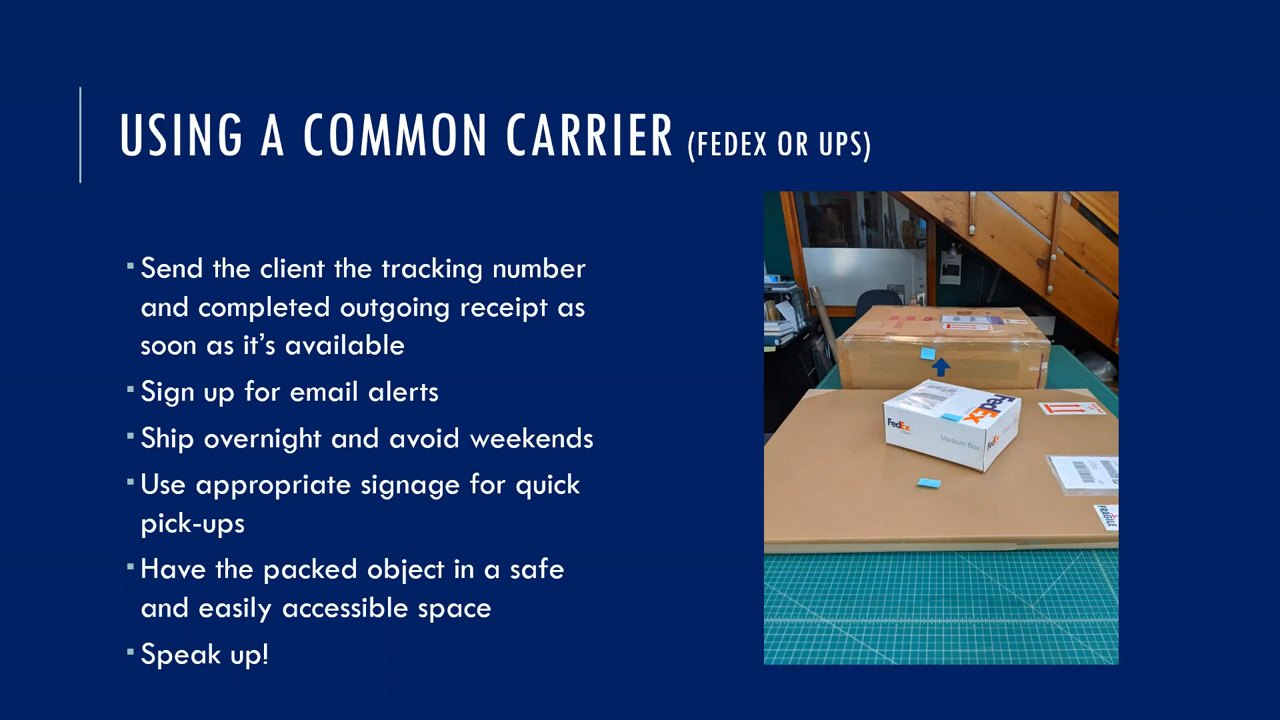 USING A COMMON CARRIER (FEDEX OR UPS)
Send the client the tracking number
and completed outgoing receipt as
soon as it's available
Sign up for email alerts
Ship overnight and avoid weekends
Use appropriate signage for quick
pick-ups
Have the packed object in a safe
and easily accessible space
Speak up!
FedEx
FedEx
Medium Box
FedEx
FRAGILE